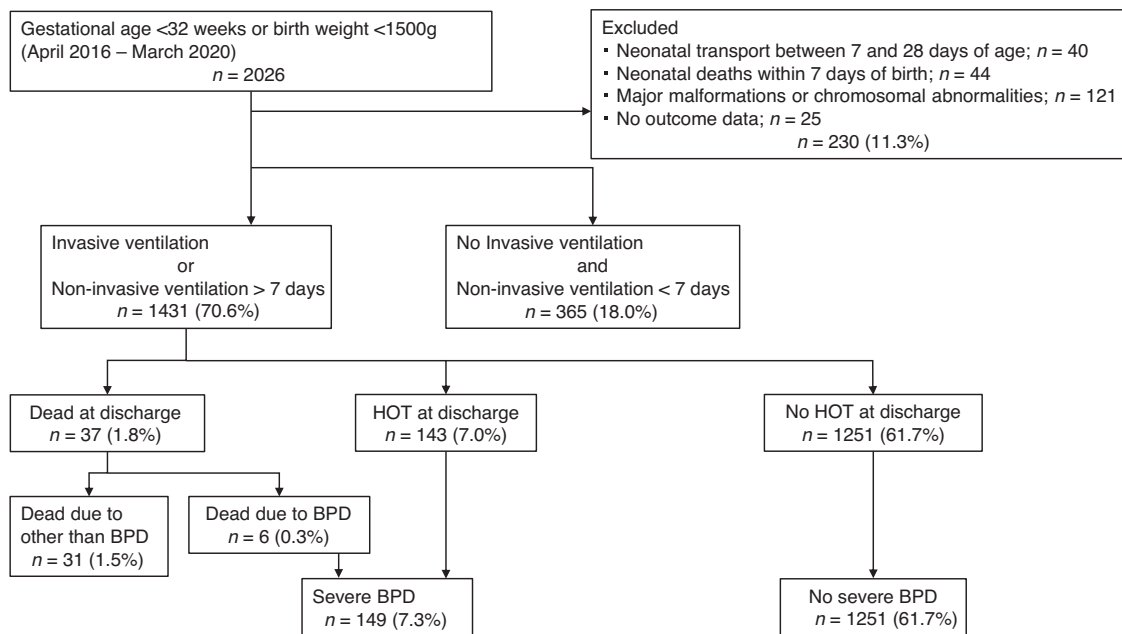 Gestational age <32 weeks or birth weight <1500g
(April 2016 – March 2020)
n = 2026
Excluded
▪ Neonatal transport between 7 and 28 days of age; n = 40
▪ Neonatal deaths within 7 days of birth; n = 44
▪ Major malformations or chromosomal abnormalities; n = 121
▪ No outcome data; n = 25
n = 230 (11.3%)
Invasive ventilation
or
Non-invasive ventilation > 7 days
n = 1431 (70.6%)
No Invasive ventilation
and
Non-invasive ventilation < 7 days
n = 365 (18.0%)
Dead at discharge
n = 37 (1.8%)
HOT at discharge
n = 143 (7.0%)
No HOT at discharge
n = 1251 (61.7%)
Dead due to
other than BPD
n = 31 (1.5%)
Dead due to BPD
n = 6 (0.3%)
Severe BPD
n = 149 (7.3%)
No severe BPD
n = 1251 (61.7%)